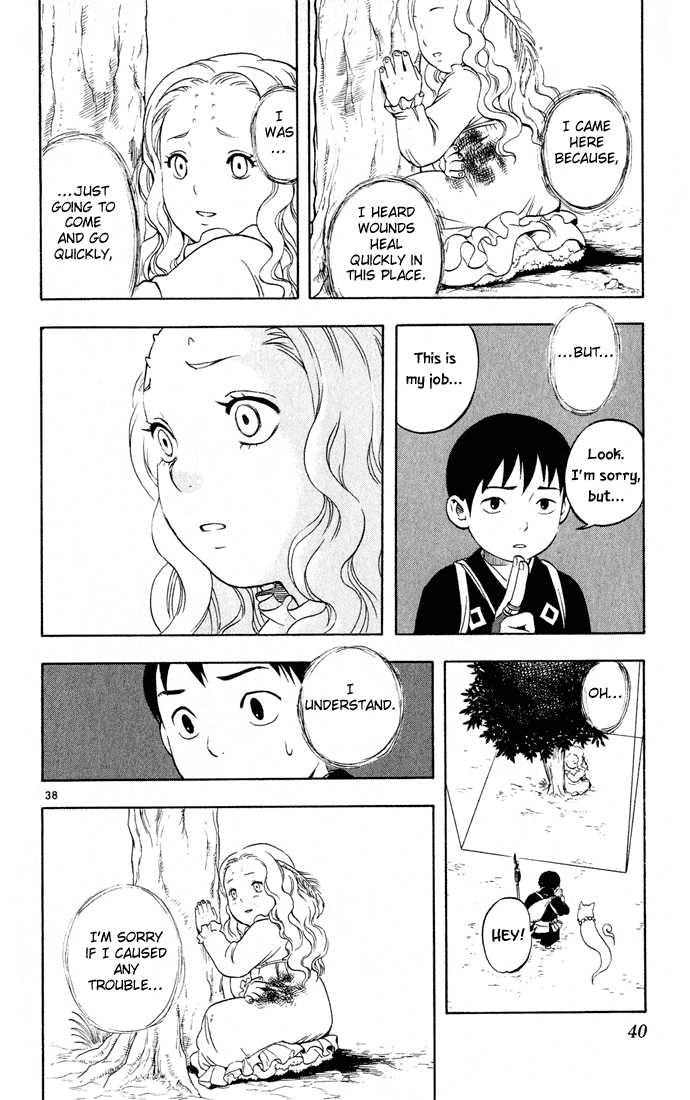 I CAME
HERE
BECAUSE,
I HEARD
WOUNDS
HEAL
QUICKLY IN
THIS PLACE.
I
WAS
...
...JUST
GOING TO
COME
AND GO
QUICKLY,
...BUT...
Look.
I'm sorry,
but...
This is
my job...
OH...
HEY!
I
UNDERSTAND.
38
I'M SORRY
IF I CAUSED
ANY
TROUBLE...
40